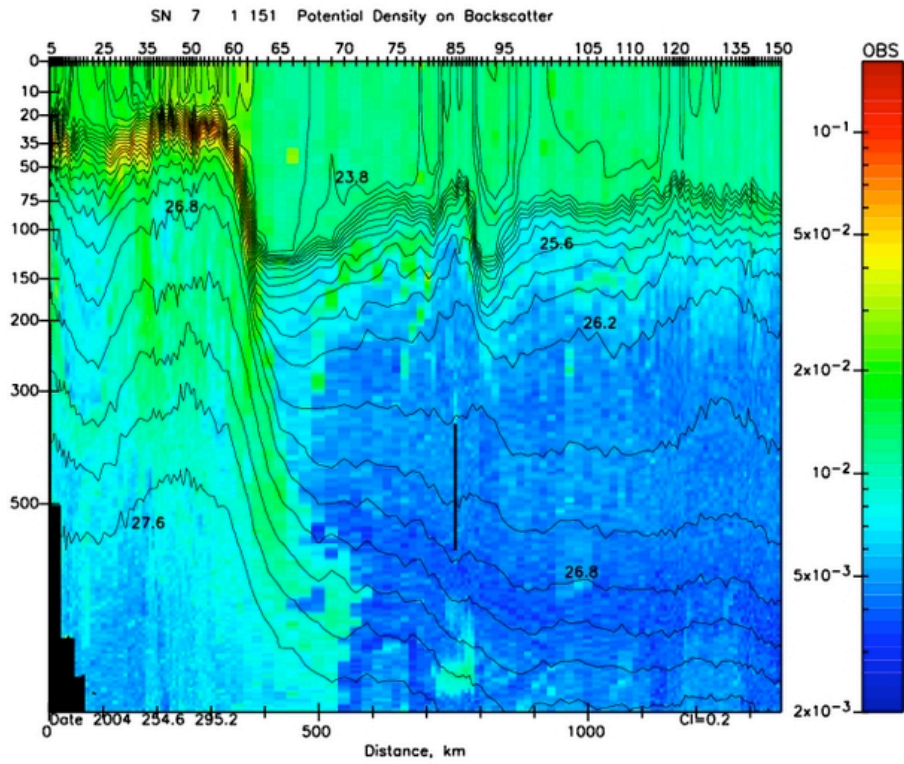 SN 7 1 151 Potential Density on Backscatter
5 25 35 50 60 65 70 75 85 95 105 110 120 135 150
OBS
0
10
20
35
50
75
100
150
200
300
500
23.8
26.8
25.6
26.2
27.6
26.8
10⁻¹
5x10⁻²
2x10⁻²
10⁻²
5x10⁻³
2x10⁻³
Date 2004 254.6 295.2 CI=0.2
0 500 1000
Distance, km